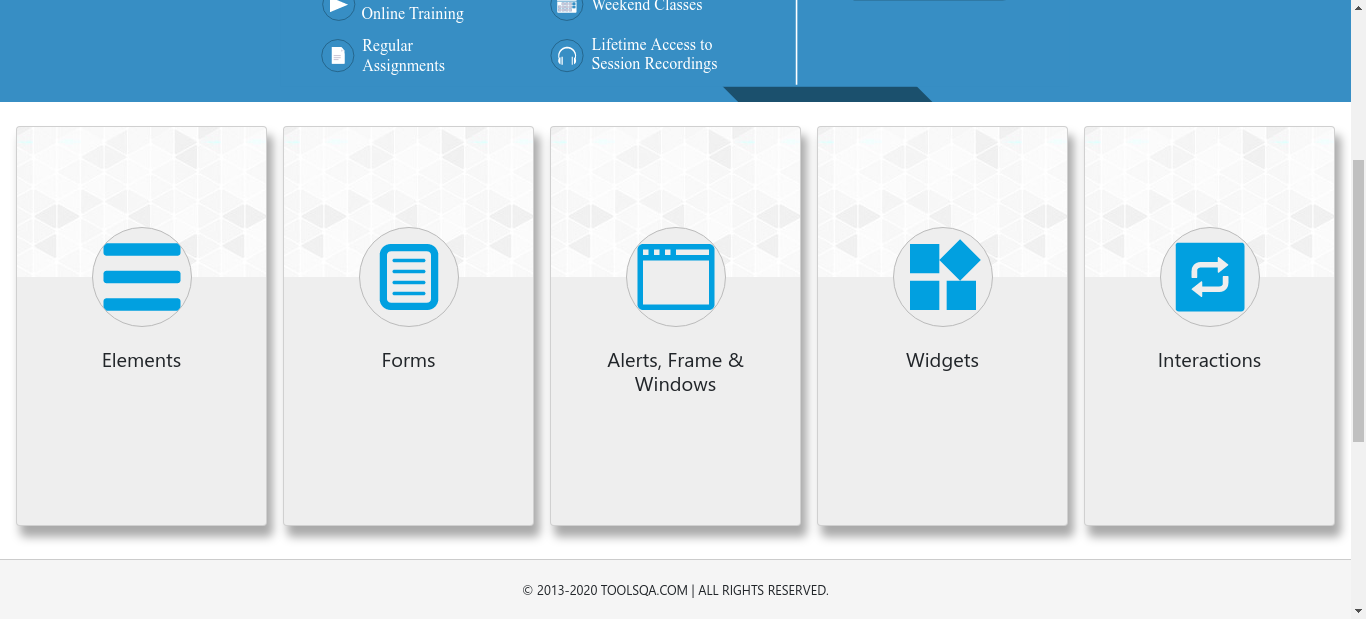 Online Training
Weekend Classes
Regular
Assignments
Lifetime Access to
Session Recordings
Elements
Forms
Alerts, Frame &
Windows
Widgets
Interactions
© 2013-2020 TOOLSQA.COM | ALL RIGHTS RESERVED.